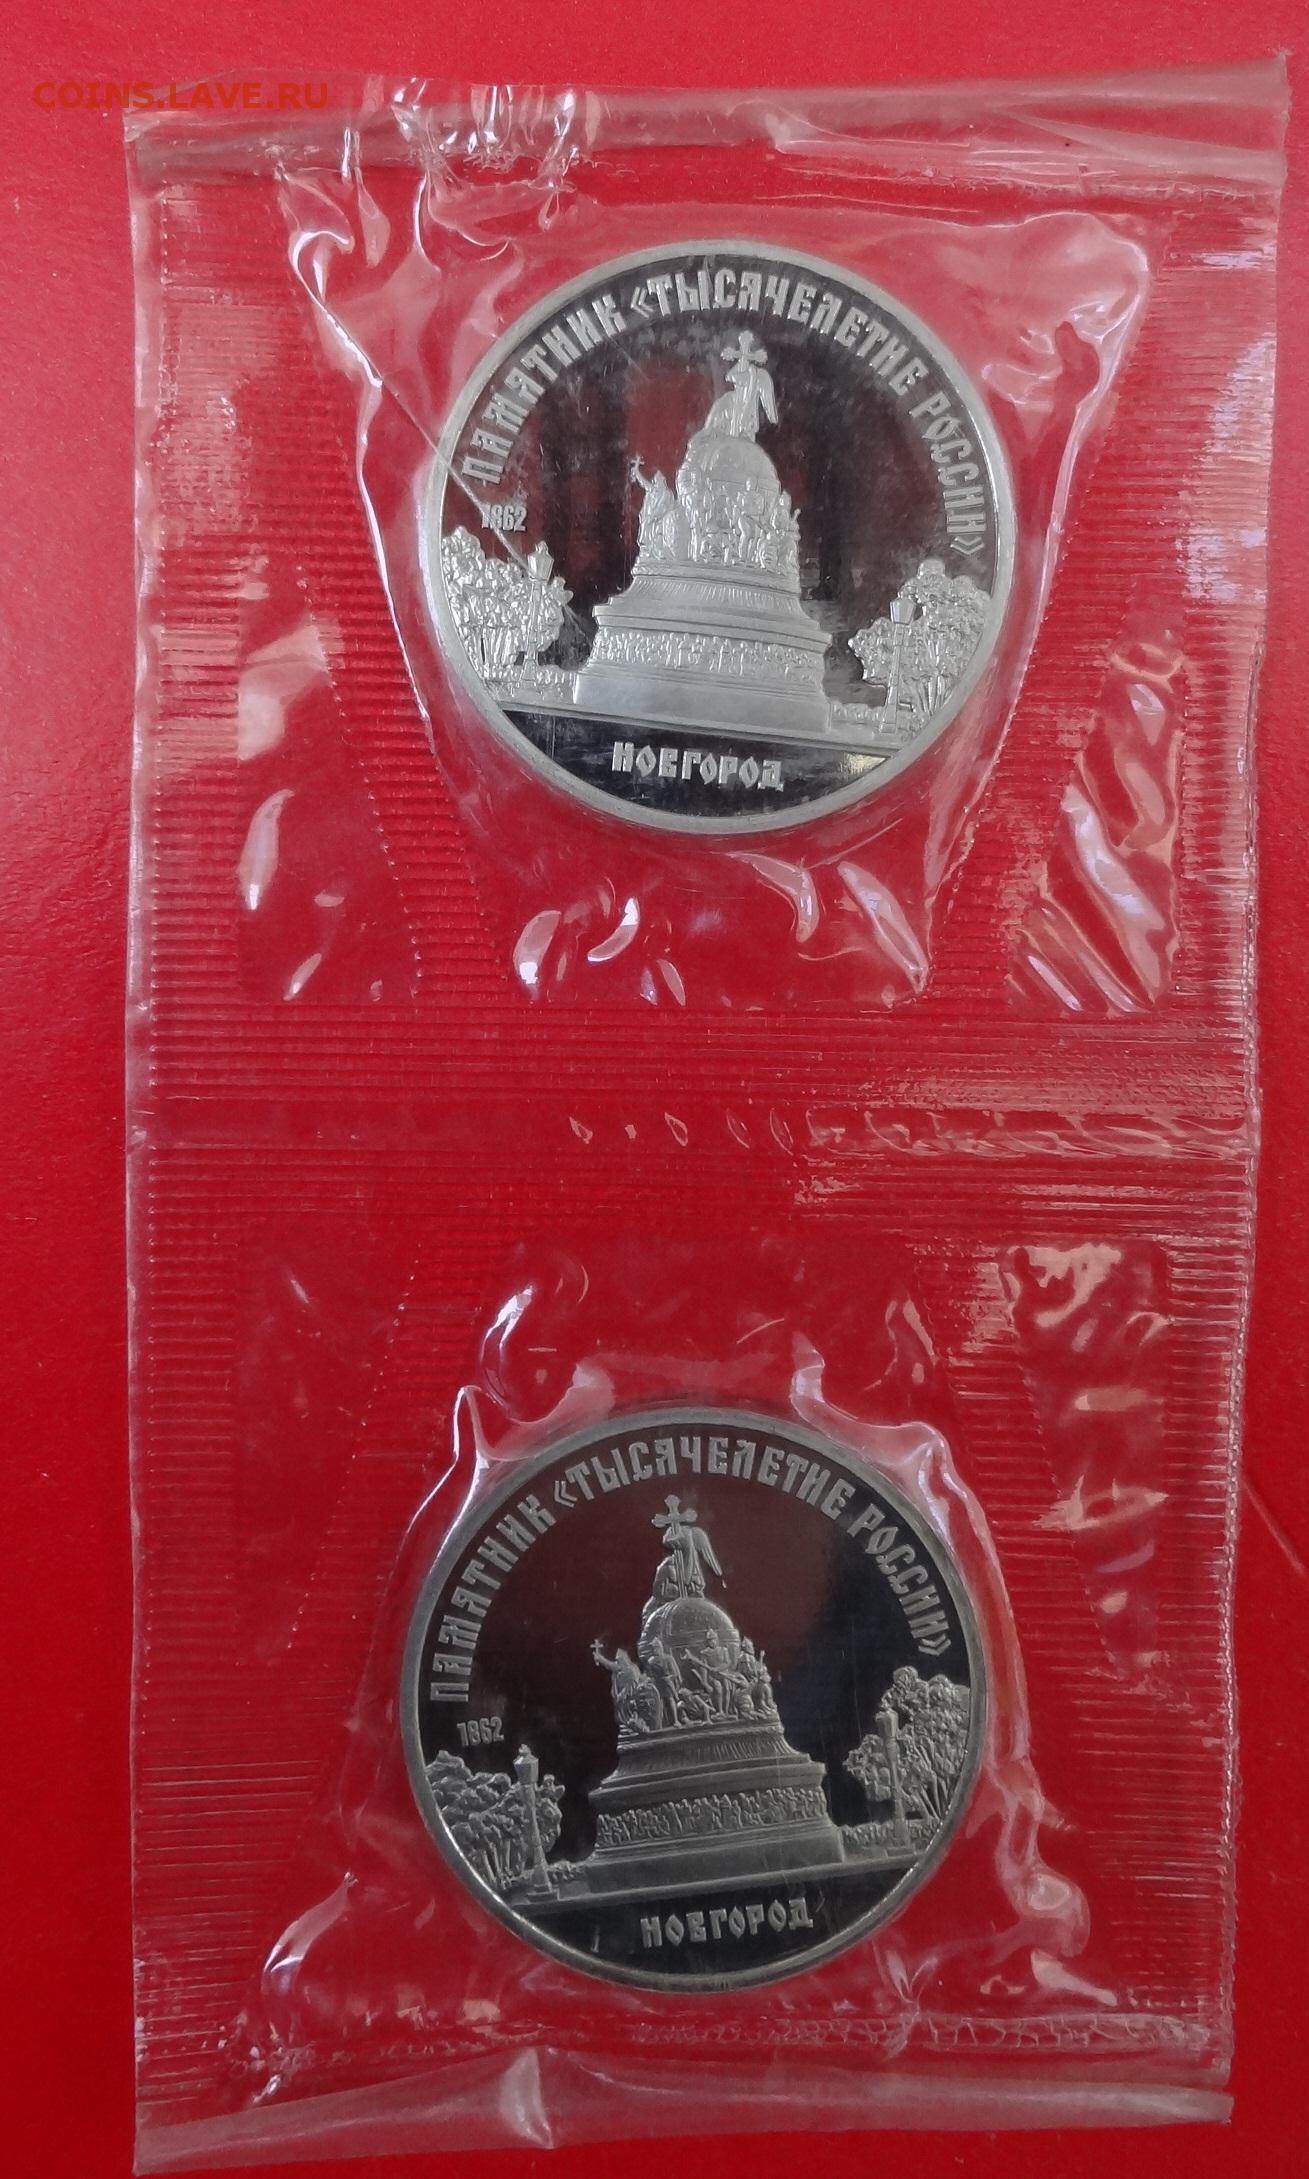 COINS.LAVE.RU
ПАМЯТНИК «ТЫСЯЧЕЛЕТИЕ РОССИИ»
1862
НОВГОРОД
ПАМЯТНИК «ТЫСЯЧЕЛЕТИЕ РОССИИ»
1862
НОВГОРОД